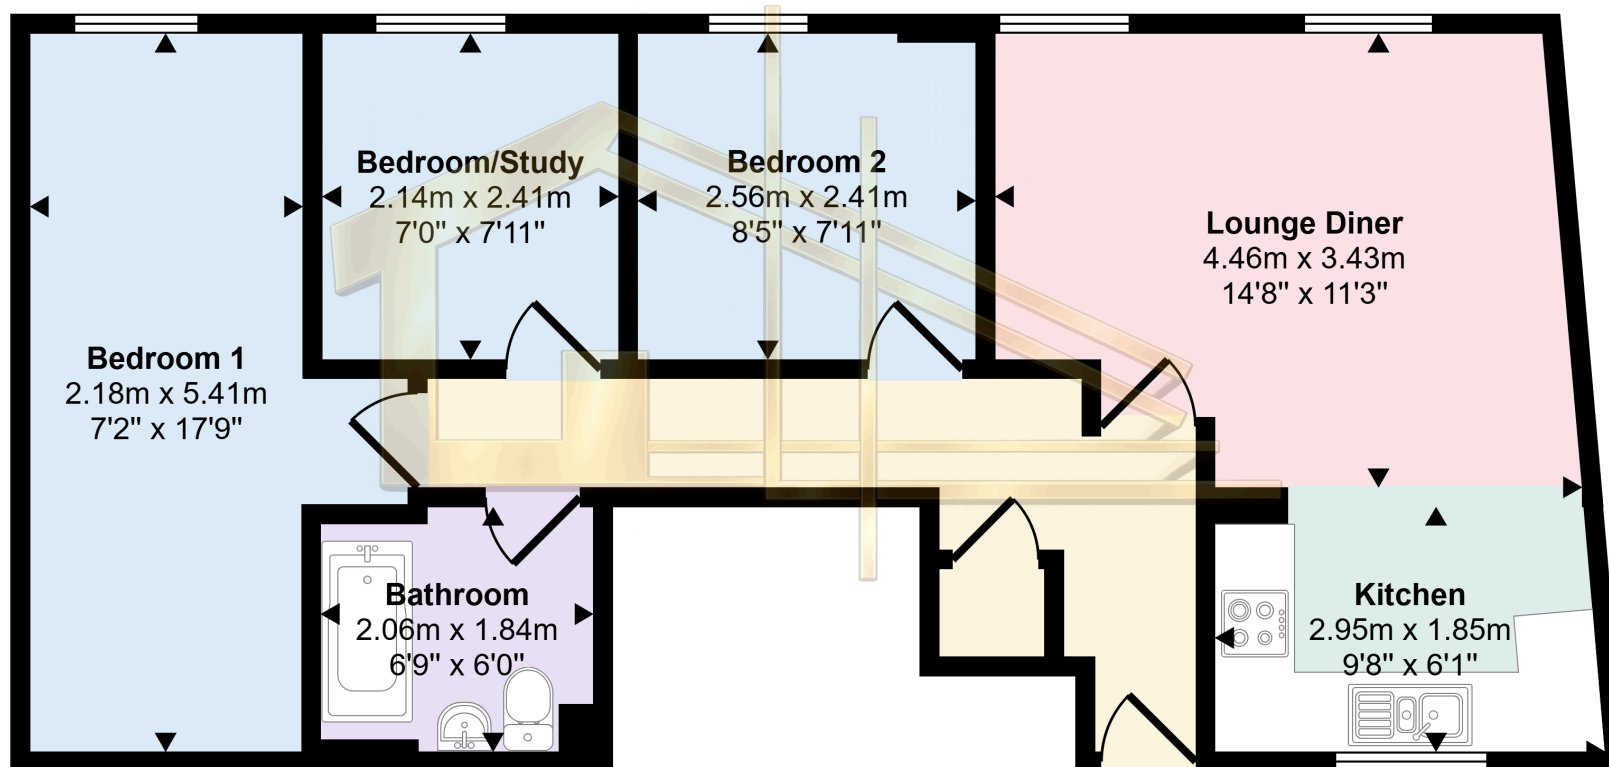 Bedroom/Study
2.14m x 2.41m
7'0" x 7'11"
Bedroom 2
2.56m x 2.41m
8'5" x 7'11"
Lounge Diner
4.46m x 3.43m
14'8" x 11'3"
Bedroom 1
2.18m x 5.41m
7'2" x 17'9"
Bathroom
2.06m x 1.84m
6'9" x 6'0"
Kitchen
2.95m x 1.85m
9'8" x 6'1"